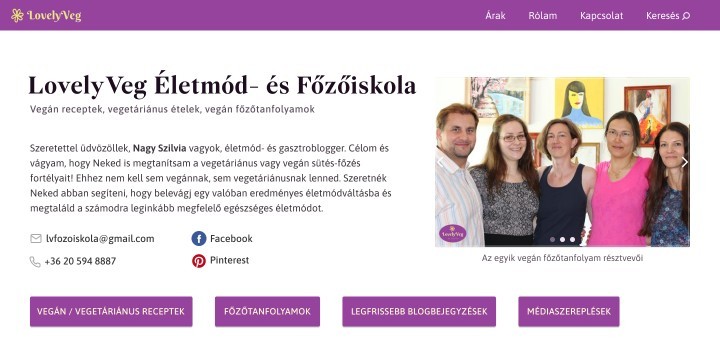 LovelyVeg
Árak Rólam Kapcsolat Keresés
LovelyVeg Életmód- és Főzőiskola
Vegán receptek, vegetáriánus ételek, vegán főzőtanfolyamok
Szeretettel üdvözöllek, Nagy Szilvia vagyok, életmód- és gasztroblogger. Célom és
vágyam, hogy Neked is megtanítsam a vegetáriánus vagy vegán sütés-főzés
fortélyait! Ehhez nem kell sem vegánnak, sem vegetáriánusnak lenned. Szeretnék
Neked abban segíteni, hogy belevágj egy valóban eredményes életmódváltásba és
megtaláld a számodra leginkább megfelelő egészséges életmódot.
lvfozoiskola@gmail.com
Facebook
+36 20 594 8887
Pinterest
LovelyVeg
Az egyik vegán főzőtanfolyam résztvevői
VEGÁN / VEGETÁRIÁNUS RECEPTEK
FŐZŐTANFOLYAMOK
LEGFRISSEBB BLOGBEJEGYZÉSEK
MÉDIASZEREPLÉSEK